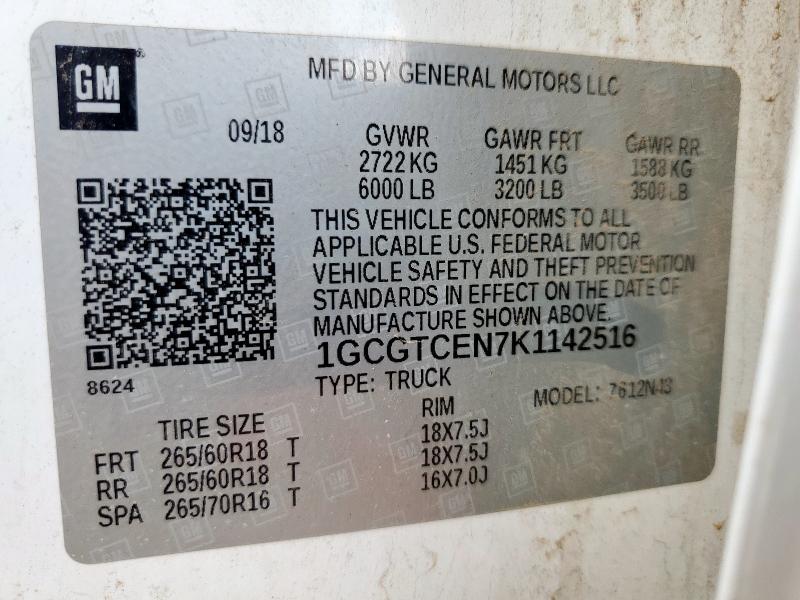 GM
MFD BY GENERAL MOTORS LLC
09/18 GVWR GAWR FRT GAWR RR
2722 KG 1451 KG 1588 KG
6000 LB 3200 LB 3500 LB
THIS VEHICLE CONFORMS TO ALL
APPLICABLE U.S. FEDERAL MOTOR
VEHICLE SAFETY AND THEFT PREVENTION
STANDARDS IN EFFECT ON THE DATE OF
MANUFACTURE SHOWN ABOVE.
1GCGTCEN7K1142516
8624
TYPE: TRUCK MODEL:
TIRE SIZE RIM
FRT 265/60R18 T 18X7.5J
RR 265/60R18 T 18X7.5J
SPA 265/70R16 T 16X7.0J